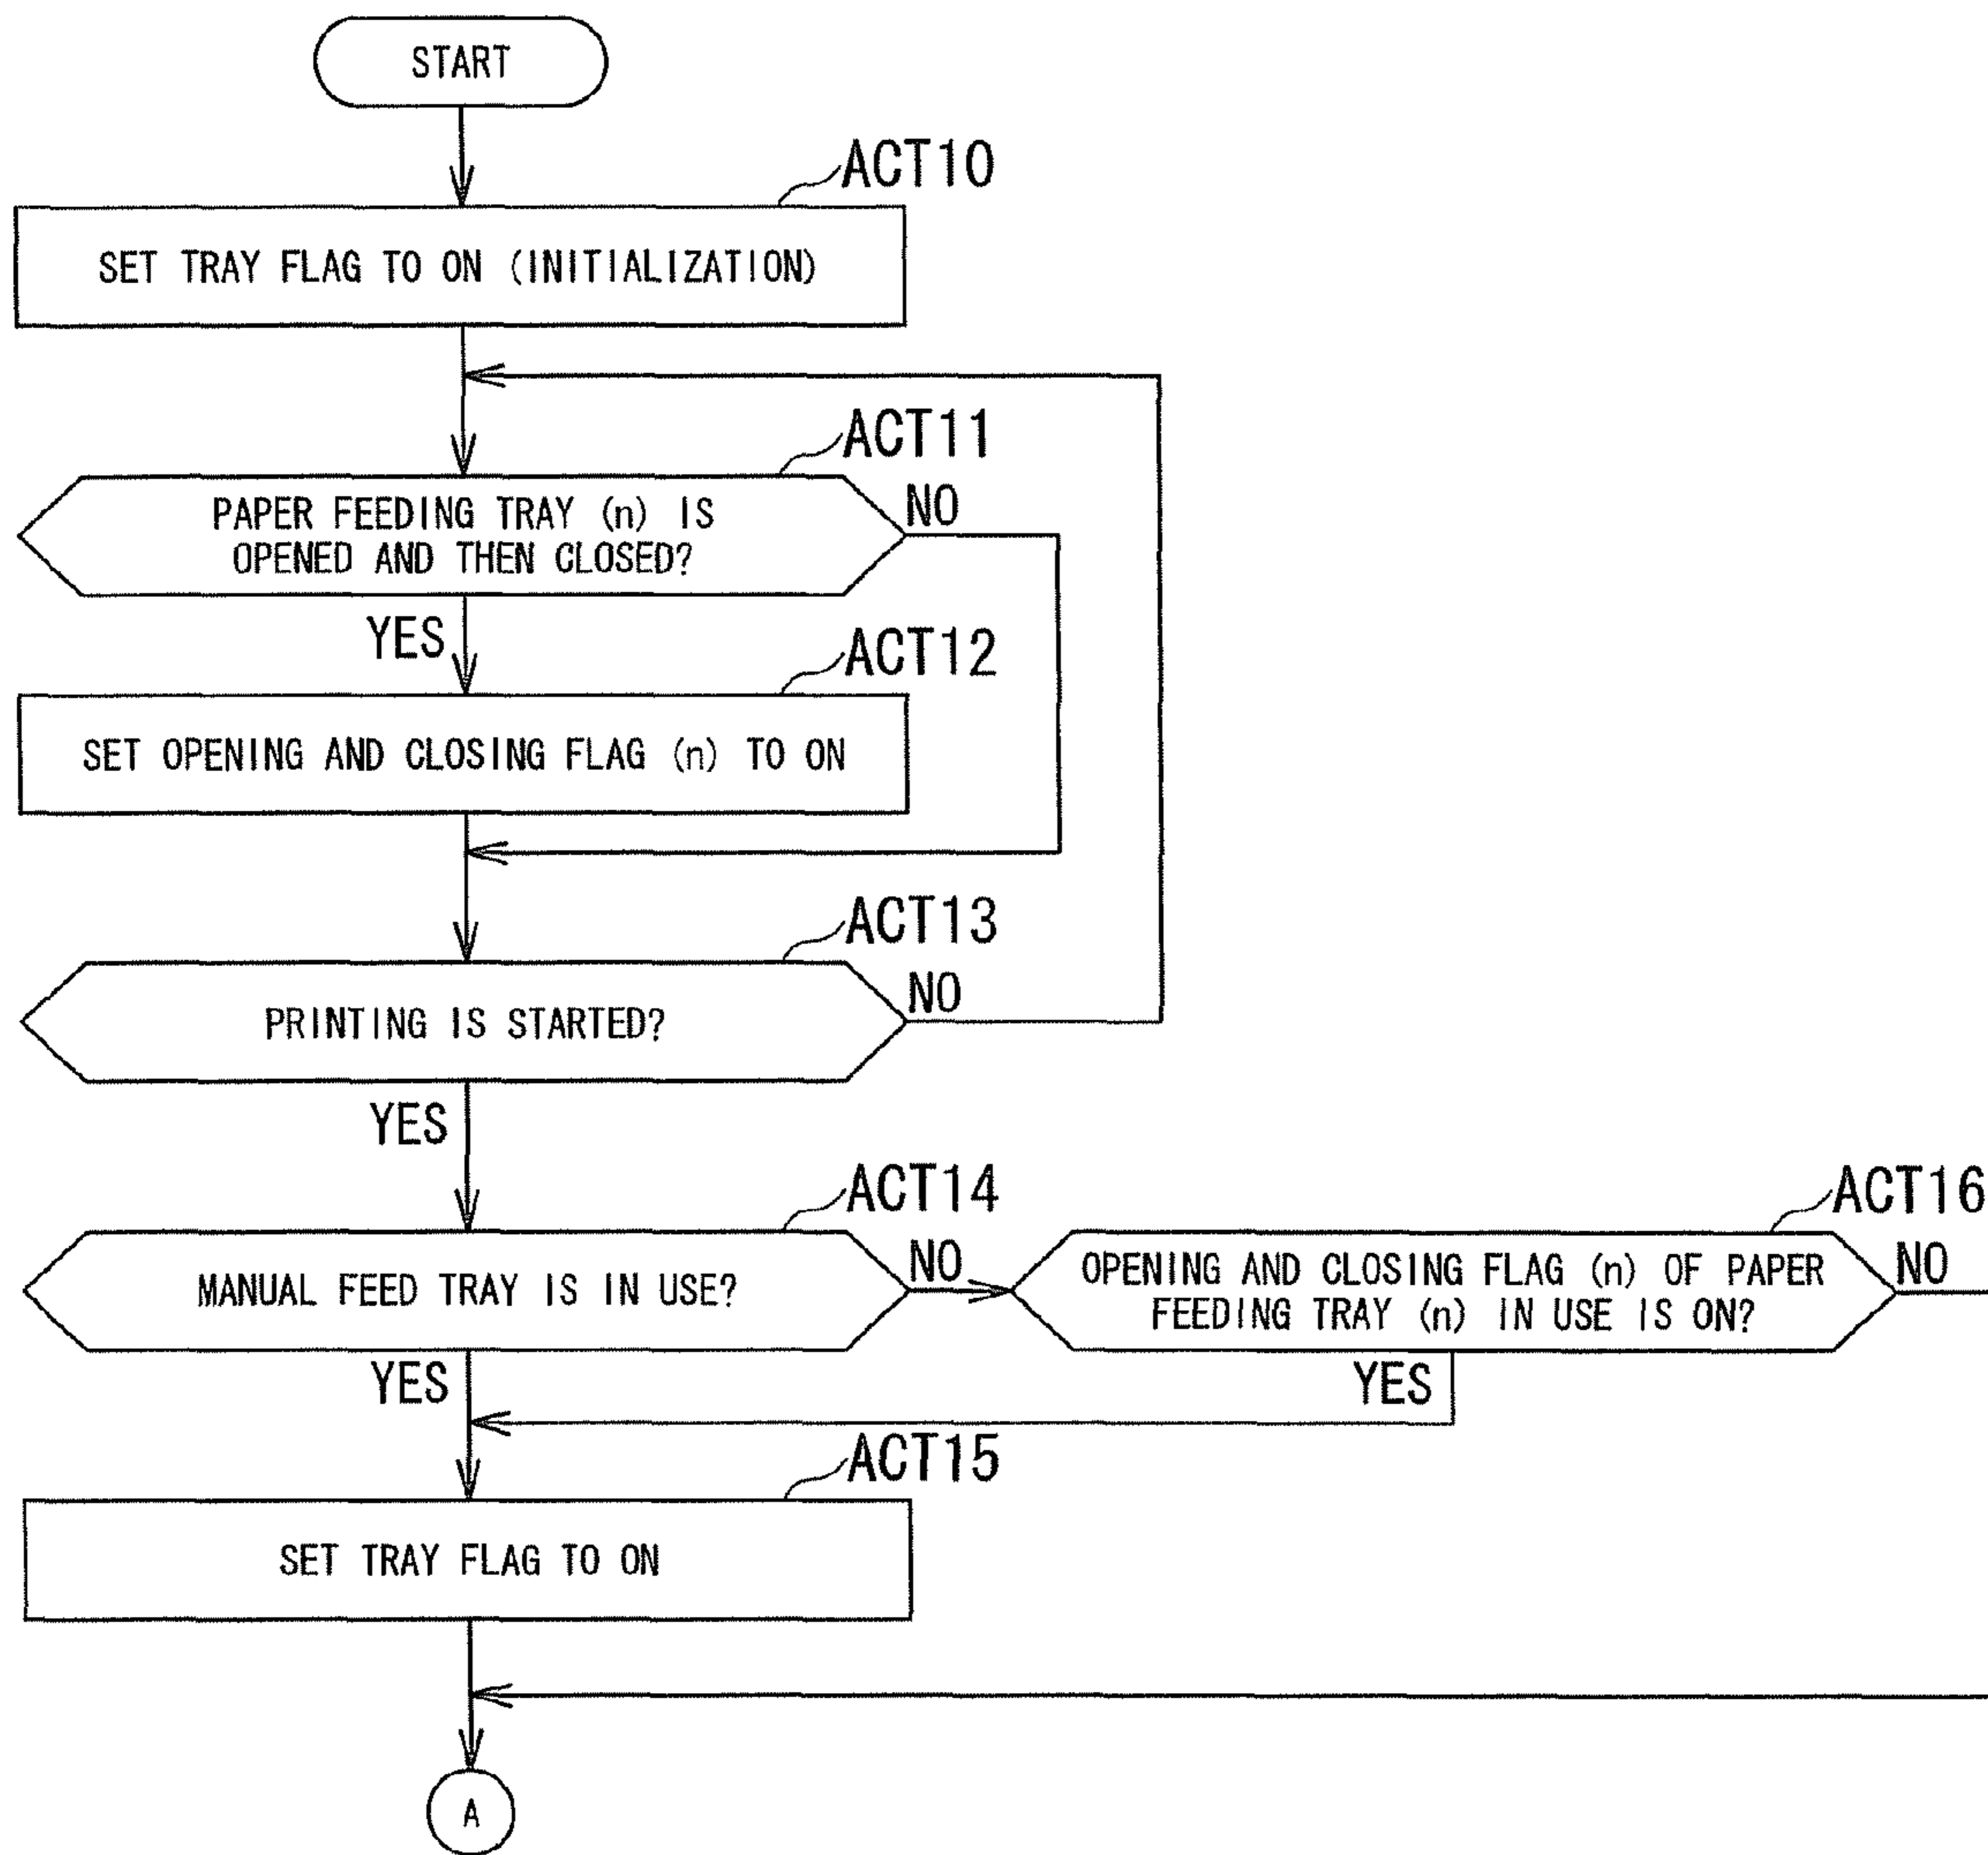 START
ACT10
SET TRAY FLAG TO ON (INITIALIZATION)
ACT11
PAPER FEEDING TRAY (n) IS
OPENED AND THEN CLOSED?
NO
YES
ACT12
SET OPENING AND CLOSING FLAG (n) TO ON
ACT13
PRINTING IS STARTED?
NO
YES
ACT14
MANUAL FEED TRAY IS IN USE?
NO
YES
ACT16
OPENING AND CLOSING FLAG (n) OF PAPER
FEEDING TRAY (n) IN USE IS ON?
NO
YES
ACT15
SET TRAY FLAG TO ON
A